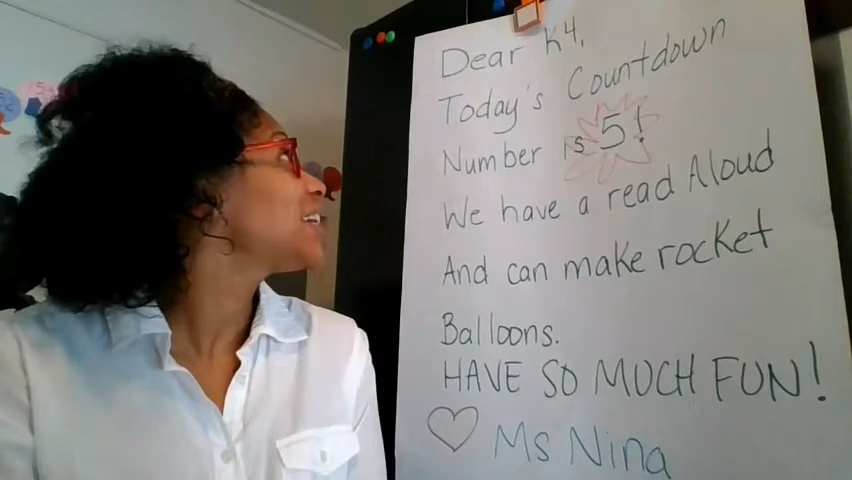 Dear K4,
Today's Countdown
Number is 5!
We have a read Aloud
And can make rocket
Balloons.
HAVE SO MUCH FUN!
Ms Nina